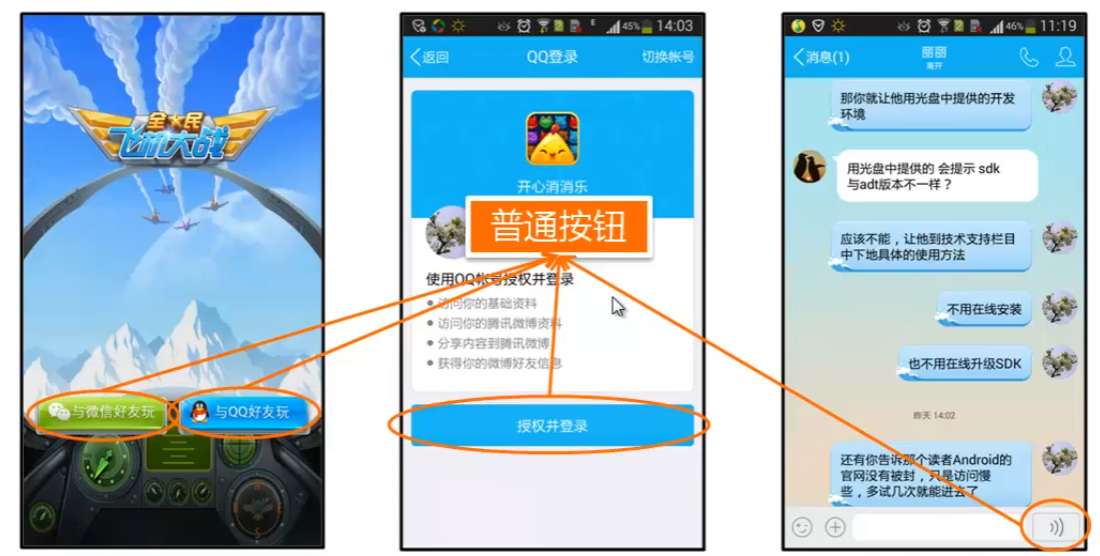 全民
飞机大战
与微信好友玩
与QQ好友玩
45%
14:03
返回
QQ登录
切换帐号
开心消消乐
普通按钮
使用QQ帐号授权并登录
访问你的基础资料
访问你的腾讯微博资料
分享内容到腾讯微博
获得你的微博好友信息
授权并登录
46%
11:19
消息(1)
丽丽
离开
那你就让他用光盘中提供的开发
环境
用光盘中提供的 会提示 sdk
与adt版本不一样？
应该不能，让他到技术支持栏目
中下地具体的使用方法
不用在线安装
也不用在线升级SDK
昨天 14:02
还有你告诉那个读者Android的
官网没有被封，只是访问慢
些，多试几次就能进去了